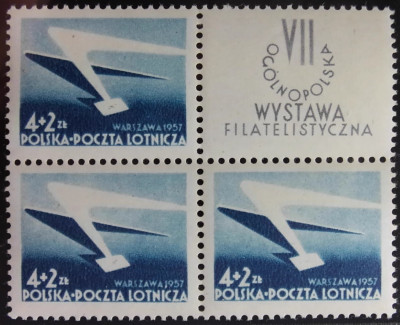 4+2 ZŁ
WARSZAWA 1957
POLSKA·POCZTA LOTNICZA
VII
OGÓLNOPOLSKA
WYSTAWA
FILATELISTYCZNA
4+2 ZŁ
WARSZAWA 1957
POLSKA·POCZTA LOTNICZA
4+2 ZŁ
WARSZAWA 1957
POLSKA·POCZTA LOTNICZA